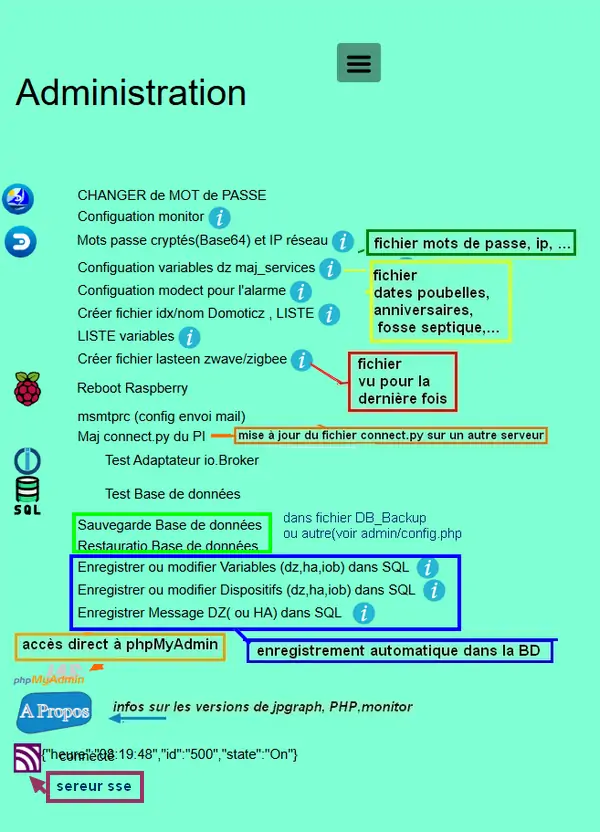 Administration
CHANGER de MOT de PASSE
Configuation monitor
Mots passe cryptés(Base64) et IP réseau
fichier mots de passe, ip, ...
Configuation variables dz maj_services
fichier
dates poubelles,
anniversaires,
fosse septique,...
Configuation modect pour l'alarme
Créer fichier idx/nom Domoticz , LISTE
LISTE variables
Créer fichier lasteen zwave/zigbee
fichier
vu pour la
dernière fois
Reboot Raspberry
msmtprc (config envoi mail)
Maj connect.py du PI
mise à jour du fichier connect.py sur un autre serveur
Test Adaptateur io.Broker
SQL
Test Base de données
Sauvegarde Base de données
Restauratio Base de données
dans fichier DB_Backup
ou autre(voir admin/config.php
Enregistrer ou modifier Variables (dz,ha,iob) dans SQL
Enregistrer ou modifier Dispositifs (dz,ha,iob) dans SQL
Enregistrer Message DZ( ou HA) dans SQL
accès direct à phpMyAdmin
enregistrement automatique dans la BD
phpMyAdmin
A Propos
infos sur les versions de jpgraph, PHP,monitor
connecté
{"heure":"08:19:48","id":"500","state":"On"}
sereur sse